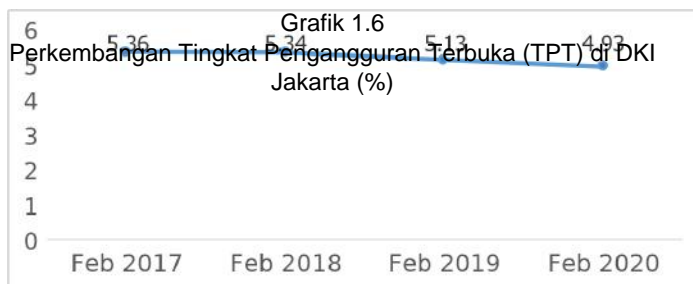 Grafik 1.6
Perkembangan Tingkat Pengangguran Terbuka (TPT) di DKI
Jakarta (%)
5.36 5.34 5.13 4.93
6
5
4
3
2
1
0
Feb 2017 Feb 2018 Feb 2019 Feb 2020